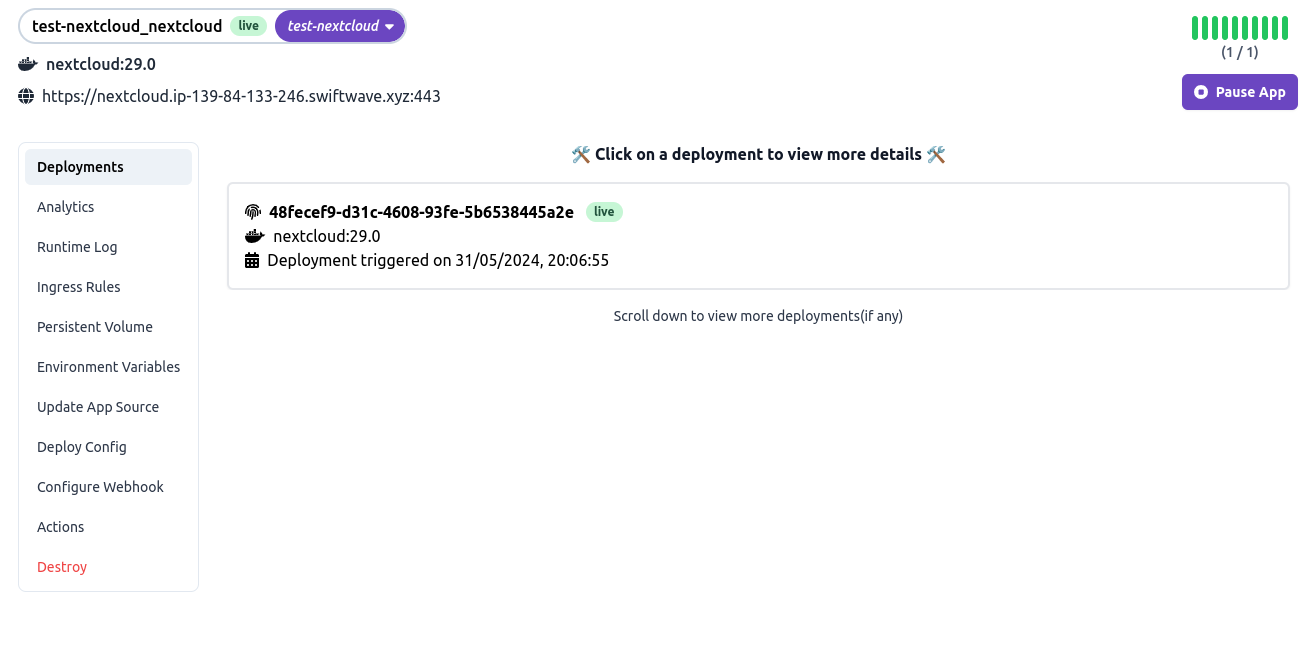 test-nextcloud_nextcloud live test-nextcloud
nextcloud:29.0
https://nextcloud.ip-139-84-133-246.swiftwave.xyz:443
(1 / 1)
Pause App
Deployments
Analytics
Runtime Log
Ingress Rules
Persistent Volume
Environment Variables
Update App Source
Deploy Config
Configure Webhook
Actions
Destroy
🛠️ Click on a deployment to view more details 🛠️
48fecef9-d31c-4608-93fe-5b6538445a2e live
nextcloud:29.0
Deployment triggered on 31/05/2024, 20:06:55
Scroll down to view more deployments(if any)